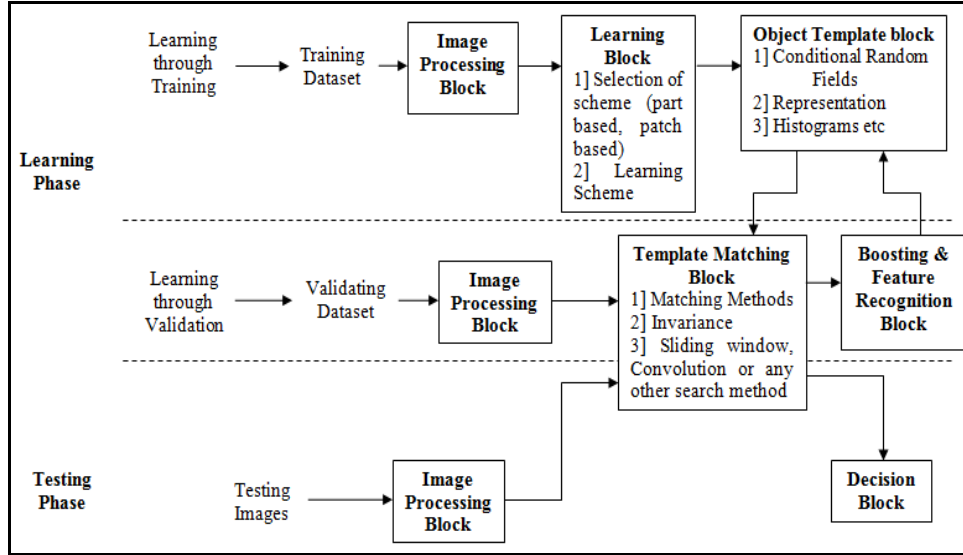 Learning
through
Training
Training
Dataset
Image
Processing
Block
Learning
Block
1] Selection of
scheme (part
based, patch
based)
2] Learning
Scheme
Object Template block
1] Conditional Random
Fields
2] Representation
3] Histograms etc
Learning
Phase
Learning
through
Validation
Validating
Dataset
Image
Processing
Block
Template Matching
Block
1] Matching Methods
2] Invariance
3] Sliding window,
Convolution or any
other search method
Boosting &
Feature
Recognition
Block
Testing
Phase
Testing
Images
Image
Processing
Block
Decision
Block